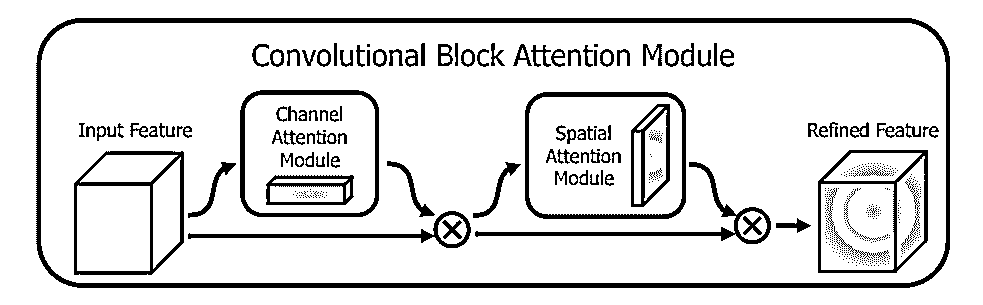 Convolutional Block Attention Module
Input Feature
Channel
Attention
Module
Spatial
Attention
Module
Refined Feature